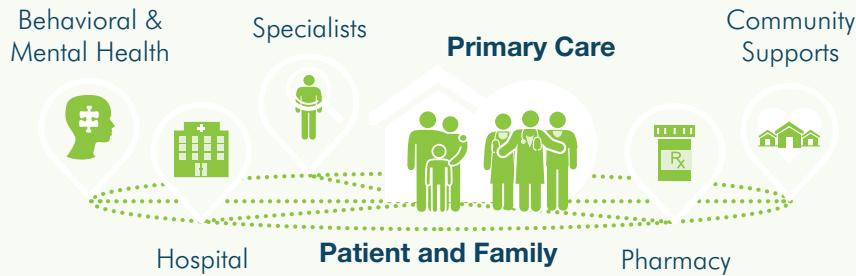 Behavioral &
Mental Health
Specialists
Primary Care
Community
Supports
Rx
Hospital
Patient and Family
Pharmacy